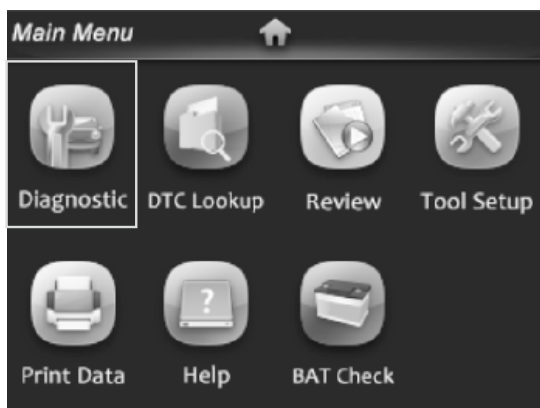 Main Menu
Diagnostic
DTC Lookup
Review
Tool Setup
?
Print Data
Help
BAT Check